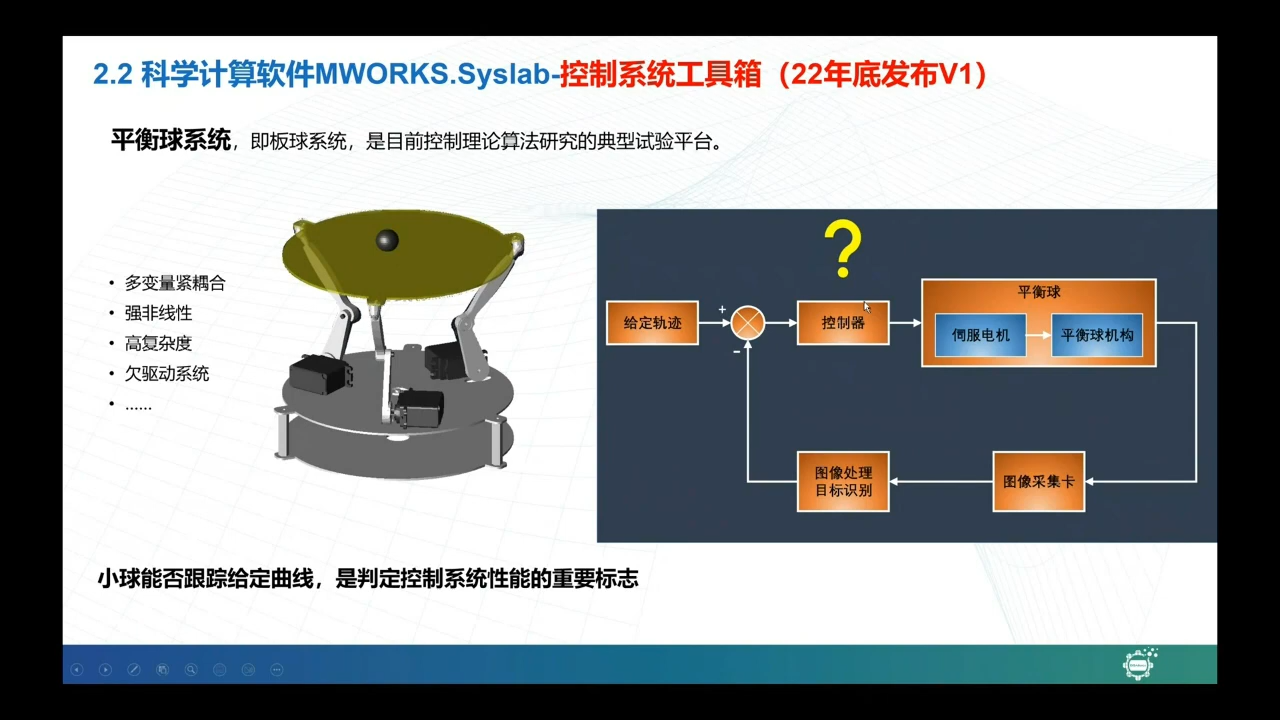 2.2 科学计算软件MWORKS.Syslab-控制系统工具箱（22年底发布V1）
平衡球系统，即板球系统，是目前控制理论算法研究的典型试验平台。
• 多变量紧耦合
• 强非线性
• 高复杂度
• 欠驱动系统
• ......
?
给定轨迹
+
-
控制器
平衡球
伺服电机
平衡球机构
图像处理
目标识别
图像采集卡
小球能否跟踪给定曲线，是判定控制系统性能的重要标志